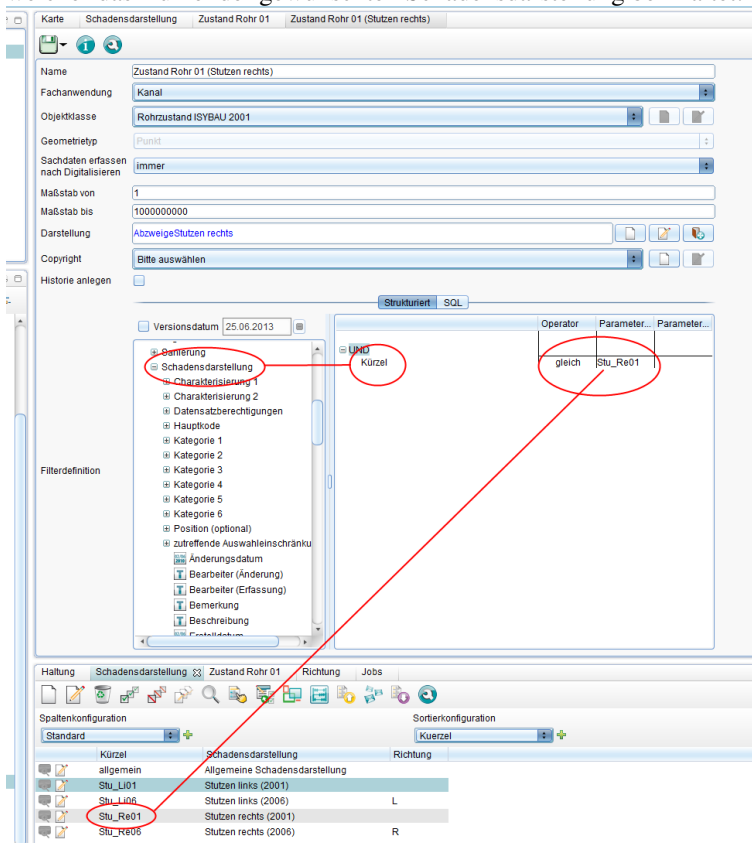 Karte Schadensdarstellung Zustand Rohr 01 Zustand Rohr 01 (Stutzen rechts)
Name Zustand Rohr 01 (Stutzen rechts)
Fachanwendung Kanal
Objektklasse Rohrzustand ISYBAU 2001
Geometrietyp Punkt
Sachdaten erfassen
nach Digitalisieren immer
Maßstab von 1
Maßstab bis 1000000000
Darstellung AbzweigeStutzen rechts
Copyright Bitte auswählen
Historie anlegen
Strukturiert SQL
Versionsdatum 25.06.2013
Operator Parameter... Parameter...
Sanierung
UND
Schadensdarstellung
Kürzel gleich Stu_Re01
Charakterisierung 1
Charakterisierung 2
Datensatzberechtigungen
Hauptkode
Kategorie 1
Kategorie 2
Kategorie 3
Filterdefinition
Kategorie 4
Kategorie 5
Kategorie 6
Position (optional)
zutreffende Auswahleinschränku
Änderungsdatum
Bearbeiter (Änderung)
Bearbeiter (Erfassung)
Bemerkung
Beschreibung
Erstelldatum
Haltung Schadensdarstellung Zustand Rohr 01 Richtung Jobs
Spaltenkonfiguration Sortierkonfiguration
Standard Kuerzel
Kürzel Schadensdarstellung Richtung
allgemein Allgemeine Schadensdarstellung
Stu_Li01 Stutzen links (2001)
Stu_Li06 Stutzen links (2006) L
Stu_Re01 Stutzen rechts (2001)
Stu_Re06 Stutzen rechts (2006) R